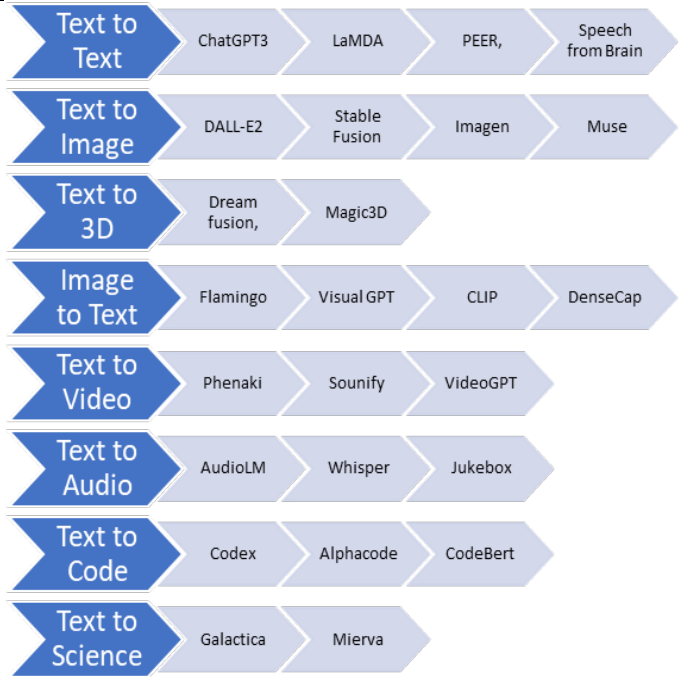 Text to
Text
ChatGPT3
LaMDA
PEER,
Speech
from Brain
Text to
Image
DALL-E2
Stable
Fusion
Imagen
Muse
Text to
3D
Dream
fusion,
Magic3D
Image
to Text
Flamingo
Visual GPT
CLIP
DenseCap
Text to
Video
Phenaki
Sounify
VideoGPT
Text to
Audio
AudioLM
Whisper
Jukebox
Text to
Code
Codex
Alphacode
CodeBert
Text to
Science
Galactica
Mierva